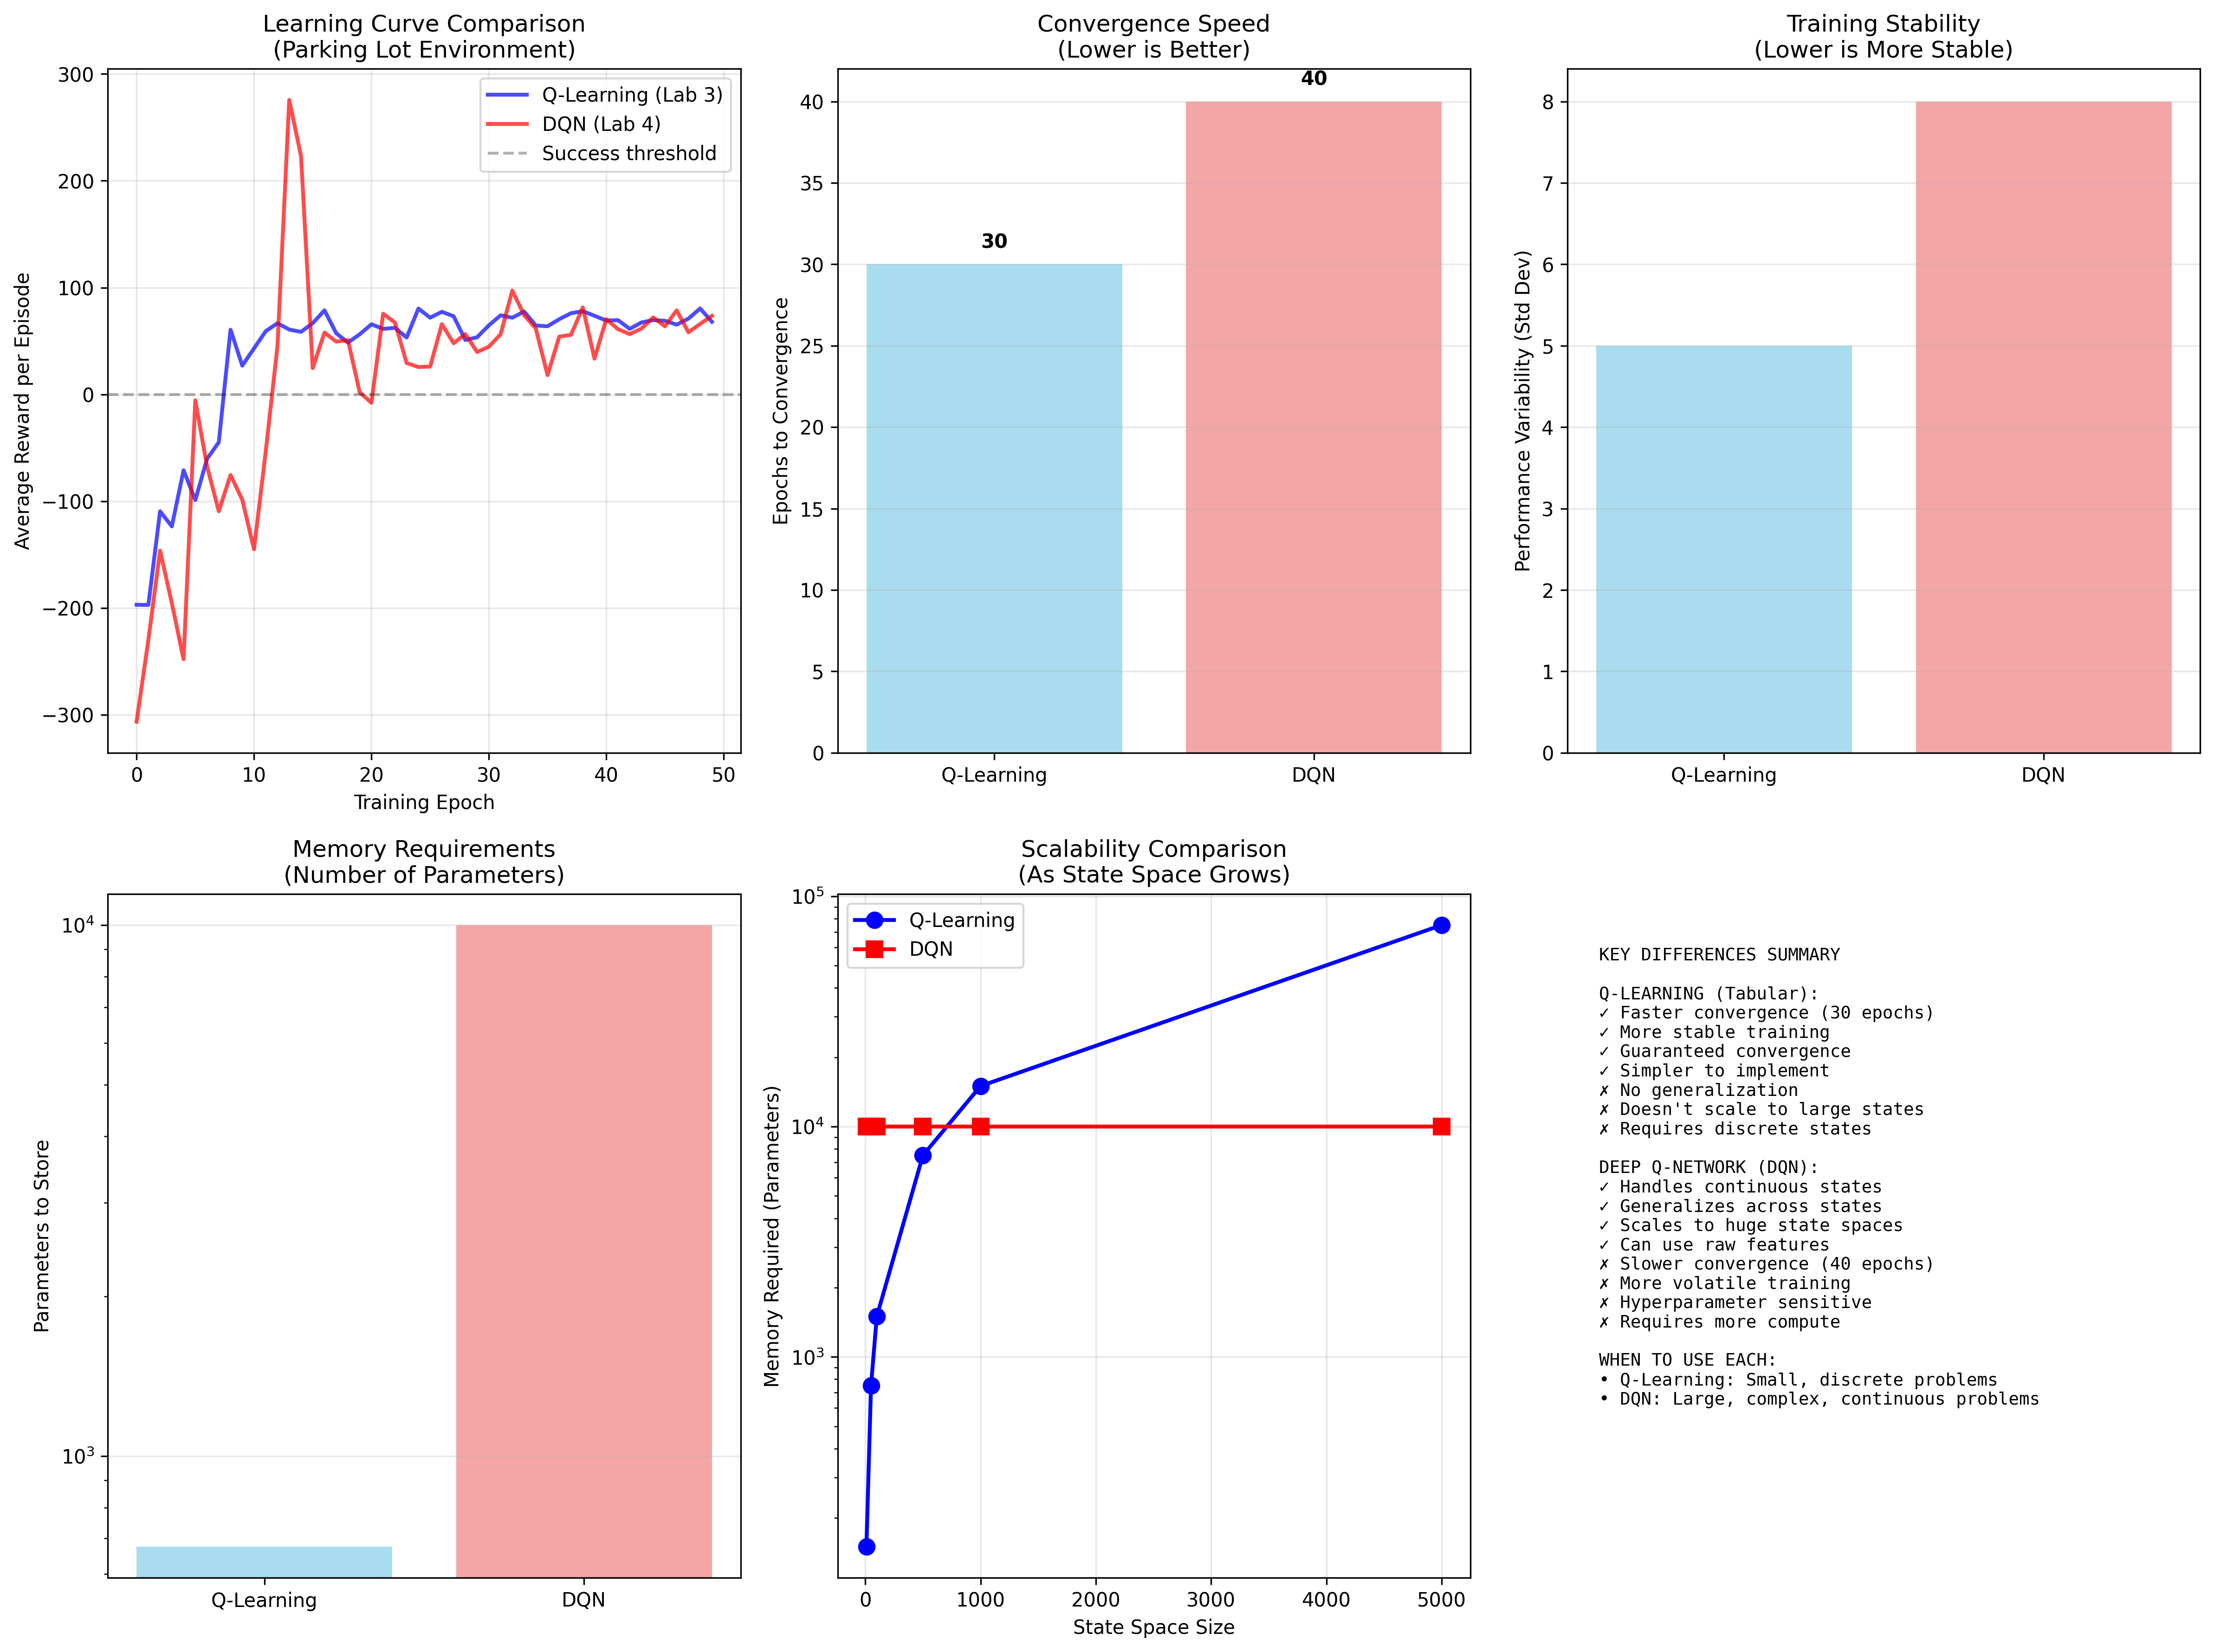 Learning Curve Comparison
(Parking Lot Environment)
Average Reward per Episode
300
200
100
0
−100
−200
−300
Q-Learning (Lab 3)
DQN (Lab 4)
Success threshold
0
10
20
30
40
50
Training Epoch
Convergence Speed
(Lower is Better)
Epochs to Convergence
40
35
30
25
20
15
10
5
0
30
40
Q-Learning
DQN
Training Stability
(Lower is More Stable)
Performance Variability (Std Dev)
8
7
6
5
4
3
2
1
0
Q-Learning
DQN
Memory Requirements
(Number of Parameters)
Parameters to Store
10⁴
10³
Q-Learning
DQN
Scalability Comparison
(As State Space Grows)
Memory Required (Parameters)
10⁵
10⁴
10³
Q-Learning
DQN
0
1000
2000
3000
4000
5000
State Space Size
KEY DIFFERENCES SUMMARY
Q-LEARNING (Tabular):
✓ Faster convergence (30 epochs)
✓ More stable training
✓ Guaranteed convergence
✓ Simpler to implement
✗ No generalization
✗ Doesn't scale to large states
✗ Requires discrete states
DEEP Q-NETWORK (DQN):
✓ Handles continuous states
✓ Generalizes across states
✓ Scales to huge state spaces
✓ Can use raw features
✗ Slower convergence (40 epochs)
✗ More volatile training
✗ Hyperparameter sensitive
✗ Requires more compute
WHEN TO USE EACH:
• Q-Learning: Small, discrete problems
• DQN: Large, complex, continuous problems